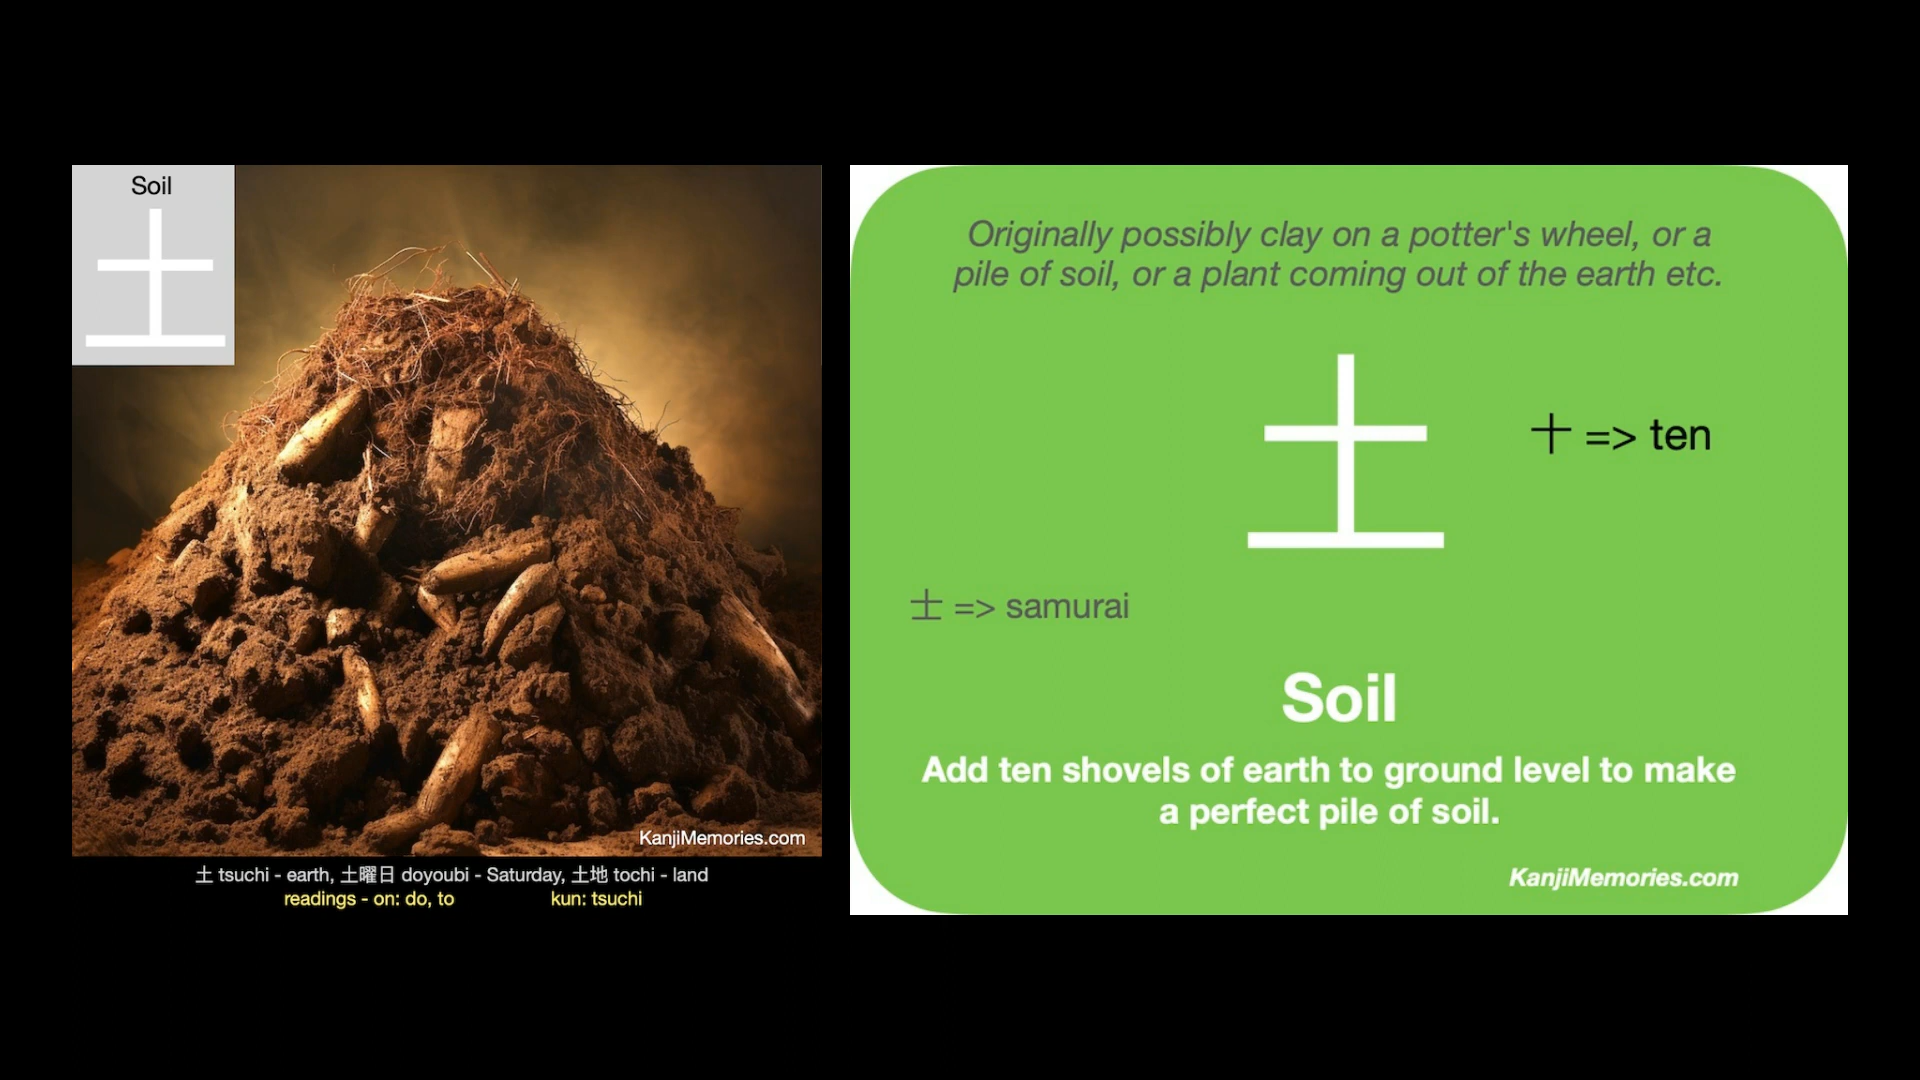 Soil
土
KanjiMemories.com
土 tsuchi - earth, 土曜日 doyoubi - Saturday, 土地 tochi - land
readings - on: do, to kun: tsuchi
Originally possibly clay on a potter's wheel, or a
pile of soil, or a plant coming out of the earth etc.
土
十 => ten
士 => samurai
Soil
Add ten shovels of earth to ground level to make
a perfect pile of soil.
KanjiMemories.com